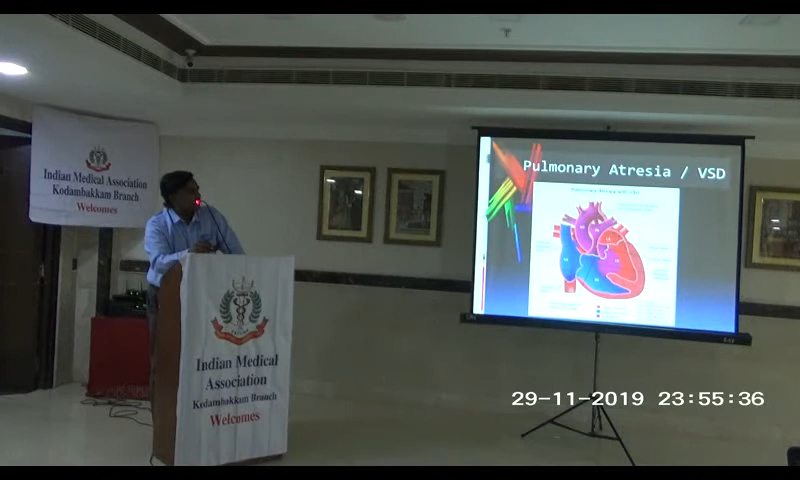 Indian Medical Association
Kodambakkam Branch
Welcomes
Pulmonary Atresia / VSD
Indian Medical
Association
Kodambakkam Branch
Welcomes
29-11-2019 23:55:36